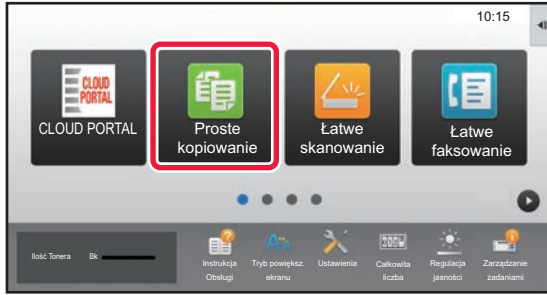 10:15
CLOUD
PORTAL
CLOUD PORTAL
Proste
kopiowanie
Łatwe
skanowanie
Łatwe
faksowanie
Ilość Tonera Bk
Instrukcja
Obsługi
Tryb powiększ.
ekranu
Ustawienia
Całkowita
liczba
Regulacja
jasności
Zarządzanie
zadaniami